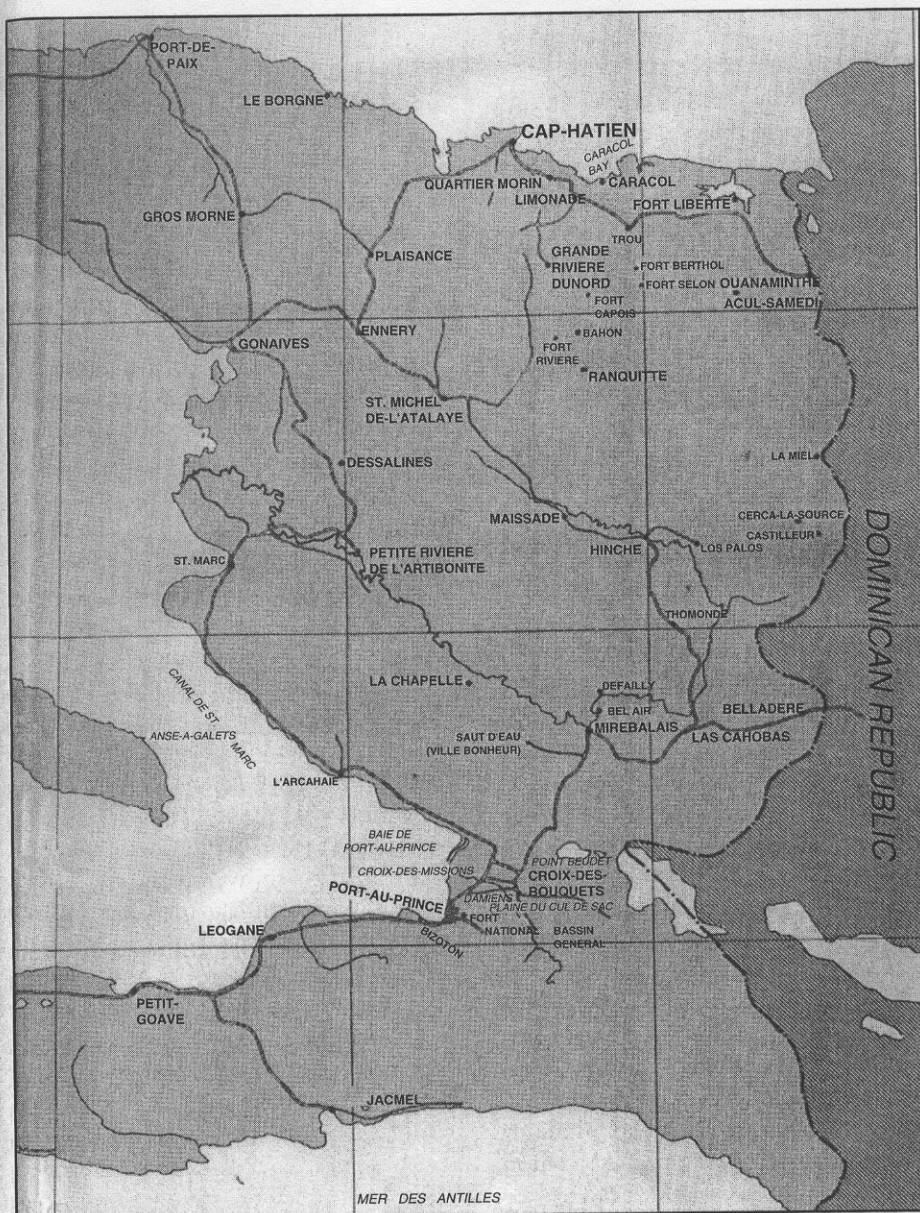 PORT-DE-
PAIX
LE BORGNE
CAP-HATIEN
CARACOL
BAY
QUARTIER MORIN
CARACOL
LIMONADE
FORT LIBERTE
GROS MORNE
TROU
PLAISANCE
GRANDE
RIVIERE
DUNORD
FORT BERTHOL
FORT SELON
OUANAMINTHE
ACUL-SAMEDI
FORT
CAPOIS
ENNERY
GONAIVES
BAHON
FORT
RIVIERE
RANQUITTE
ST. MICHEL
DE-L'ATALAYE
DESSALINES
LA MIEL
MAISSADE
CERCA-LA-SOURCE
CASTILLEUR
HINCHE
LOS PALOS
ST. MARC
PETITE RIVIERE
DE L'ARTIBONITE
THOMONDE
DOMINICAN REPUBLIC
LA CHAPELLE
DEFAILLY
BEL AIR
BELLADERE
MIREBALAIS
LAS CAHOBAS
CANAL DE ST. MARC
ANSE-A-GALETS
SAUT D'EAU
(VILLE BONHEUR)
L'ARCAHAIE
BAIE DE
PORT-AU-PRINCE
POINT BEUDET
CROIX-DES-MISSIONS
CROIX-DES-
BOUQUETS
PORT-AU-PRINCE
DAMIENS
PLAINE DU CUL DE SAC
FORT
NATIONAL
BASSIN
GENERAL
LEOGANE
BIZOTON
PETIT-
GOAVE
JACMEL
MER DES ANTILLES